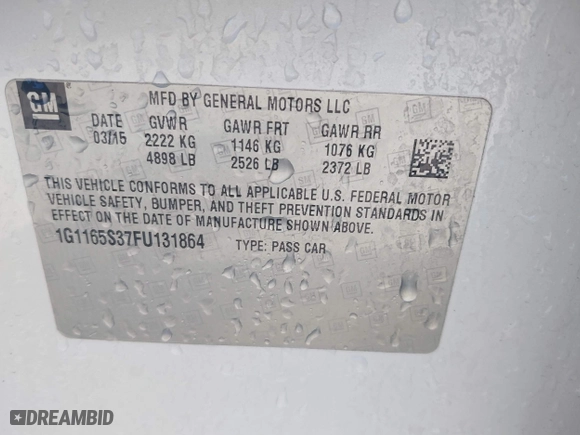 GM
MFD BY GENERAL MOTORS LLC
DATE GVWR GAWR FRT GAWR RR
03/15 2222 KG 1146 KG 1076 KG
4898 LB 2526 LB 2372 LB
THIS VEHICLE CONFORMS TO ALL APPLICABLE U.S. FEDERAL MOTOR
VEHICLE SAFETY, BUMPER, AND THEFT PREVENTION STANDARDS IN
EFFECT ON THE DATE OF MANUFACTURE SHOWN ABOVE.
1G1165S37FU131864 TYPE: PASS CAR
DREAMBID